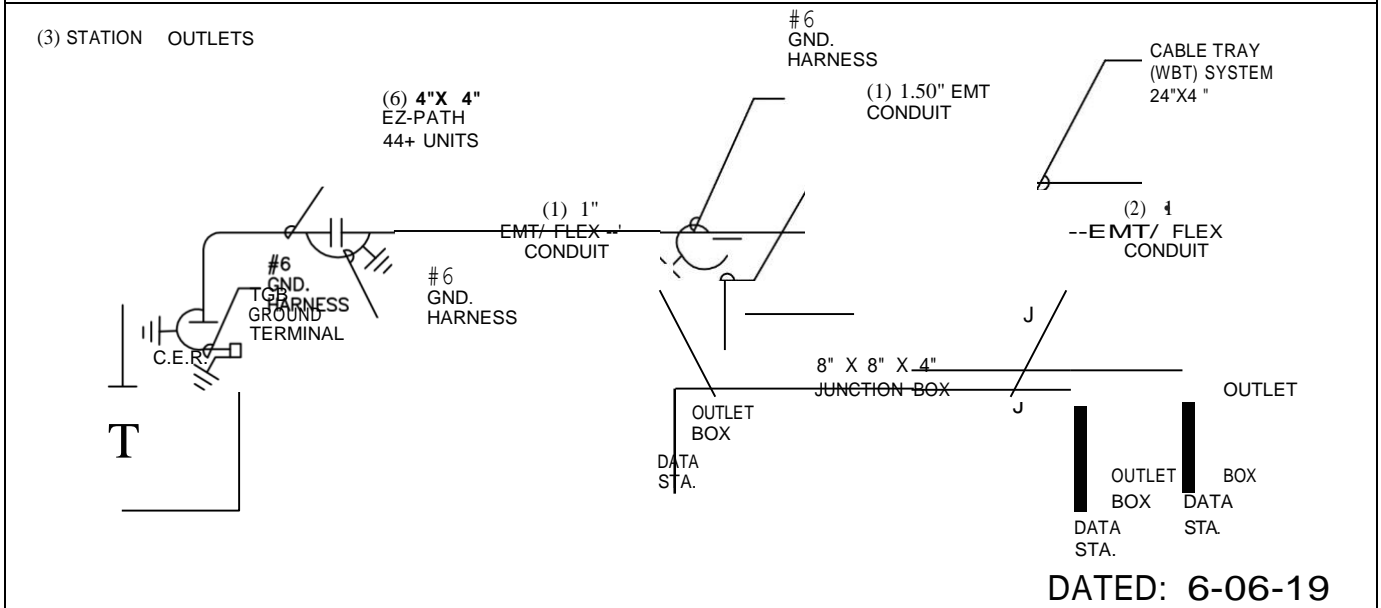 (3) STATION OUTLETS
#6
GND.
HARNESS
CABLE TRAY
(WBT) SYSTEM
24"X4 "
(6) 4"X 4"
EZ-PATH
44+ UNITS
(1) 1.50" EMT
CONDUIT
(1) 1"
EMT/ FLEX --'
CONDUIT
(2) 1
--EMT/ FLEX
CONDUIT
#6
GND.
HARNESS
TGB
GROUND
TERMINAL
#6
GND.
HARNESS
C.E.R.
T
J
8" X 8" X 4"
JUNCTION BOX
J
OUTLET
BOX
DATA
STA.
OUTLET
BOX
DATA
STA.
OUTLET
BOX
DATA
STA.
DATED: 6-06-19